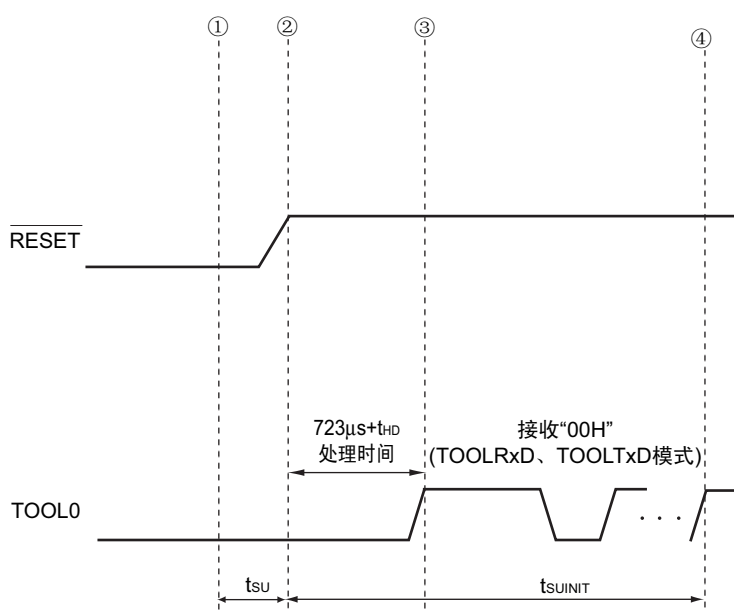 ① ② ③ ④
RESET
723μs+tHD
处理时间
接收“00H”
(TOOLRxD、TOOLTxD模式)
TOOL0
. . .
tSU
tSUINIT